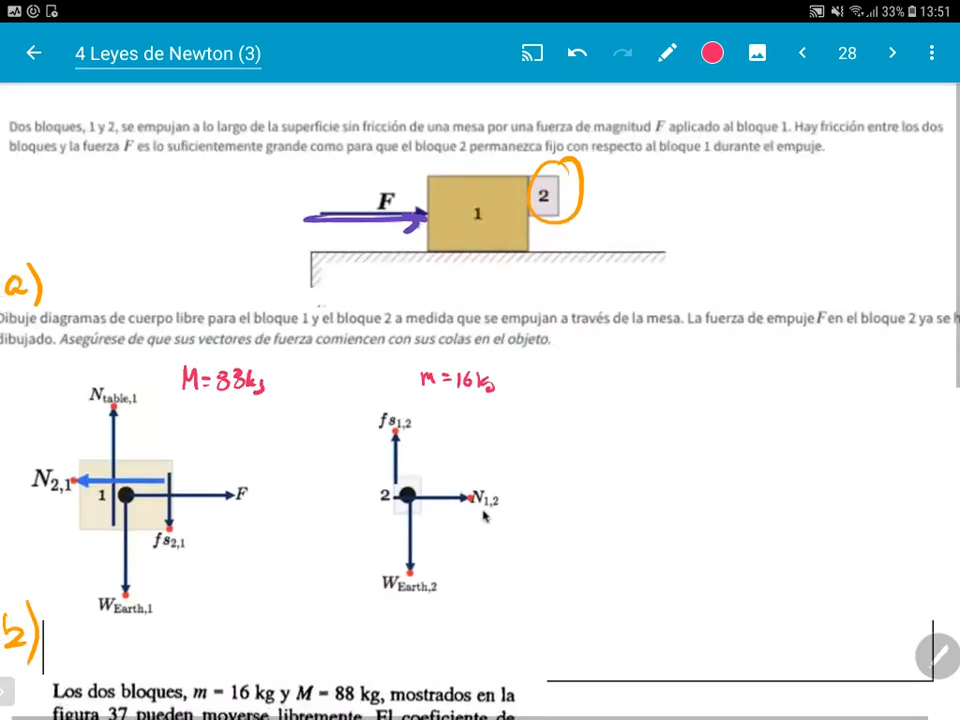 33% 13:51
4 Leyes de Newton (3)
28
Dos bloques, 1 y 2, se empujan a lo largo de la superficie sin fricción de una mesa por una fuerza de magnitud F aplicado al bloque 1. Hay fricción entre los dos
bloques y la fuerza F es lo suficientemente grande como para que el bloque 2 permanezca fijo con respecto al bloque 1 durante el empuje.
F
1
2
a)
Dibuje diagramas de cuerpo libre para el bloque 1 y el bloque 2 a medida que se empujan a través de la mesa. La fuerza de empuje F en el bloque 2 ya se h
dibujado. Asegúrese de que sus vectores de fuerza comiencen con sus colas en el objeto.
M=88kg
m=16kg
N table,1
fs1,2
N2,1
1
F
2
N1,2
fs2,1
W Earth,1
W Earth,2
b)
Los dos bloques, m = 16 kg y M = 88 kg, mostrados en la
figura 37 pueden moverse libremente. El coeficiente de